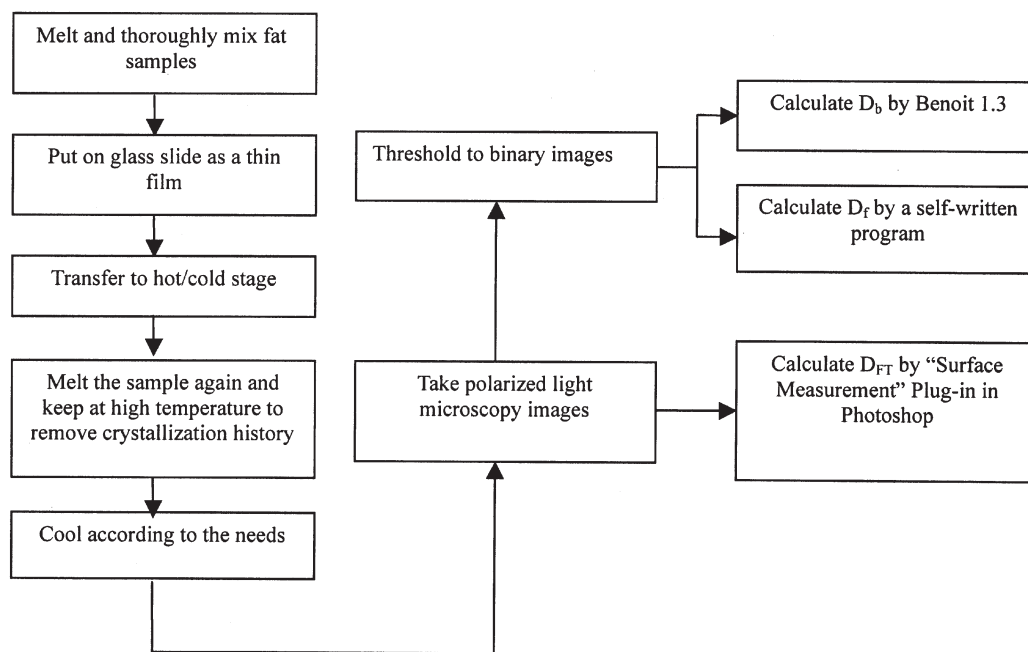 Melt and thoroughly mix fat
samples
Put on glass slide as a thin
film
Transfer to hot/cold stage
Melt the sample again and
keep at high temperature to
remove crystallization history
Cool according to the needs
Take polarized light
microscopy images
Threshold to binary images
Calculate D_b by Benoit 1.3
Calculate D_f by a self-written
program
Calculate D_FT by “Surface
Measurement” Plug-in in
Photoshop